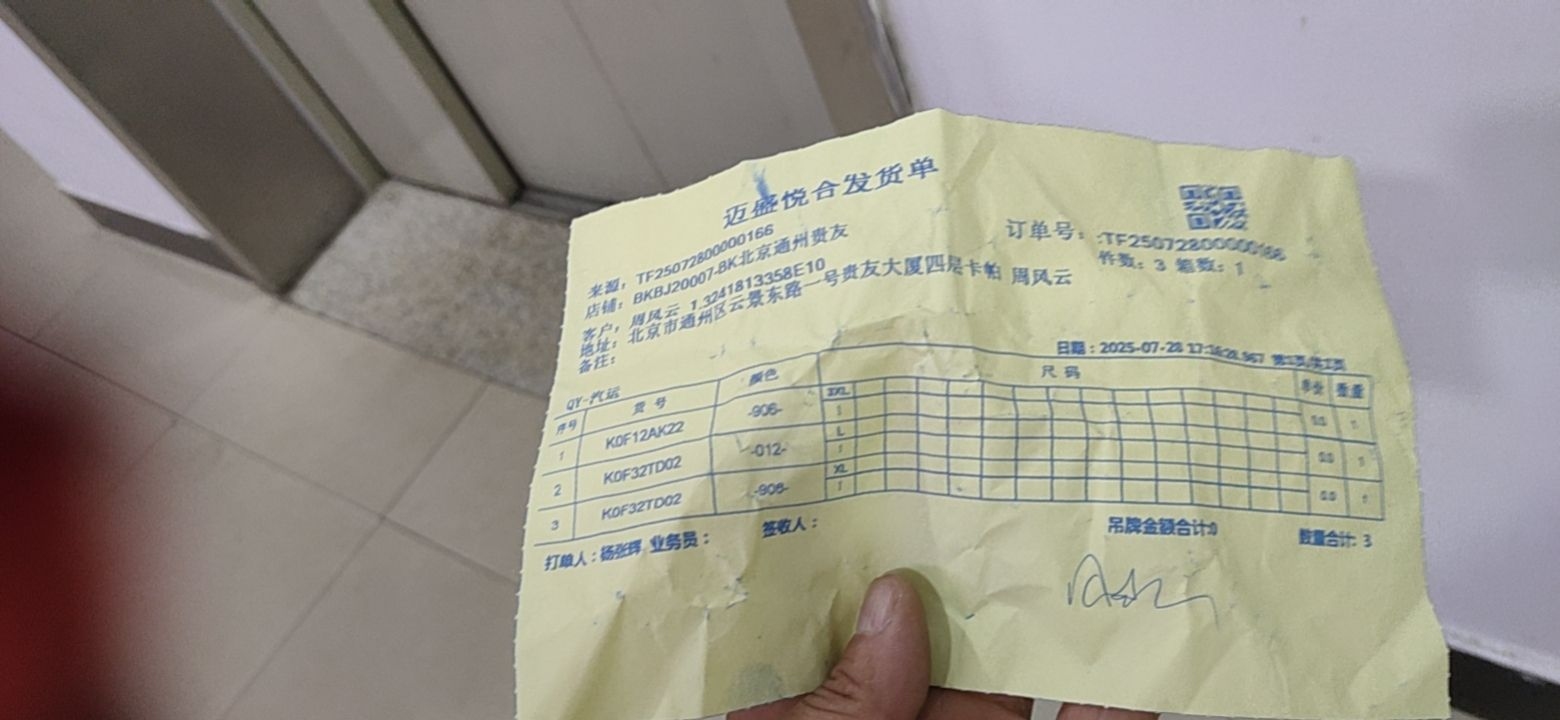 迈盛悦合发货单
订单号: :TF25072800000166
件数: 3 箱数: 1
来源: TF25072800000166
店铺: BKBJ20007-BK北京通州贵友
客户, 周风云 1.3241813358E10
地址: 北京市通州区云景东路一号贵友大厦四层卡帕 周风云
备注:
日期: 2025-07-28
QY-汽运
序号 货号 颜色 尺码 数量
1 K0F12AK22 -906- 1
L
2 K0F32TD02 -012- 1
XL
3 K0F32TD02 -906- 1
打单人: 杨张辉 业务员: 签收人: 吊牌金额合计:0 数量合计: 3